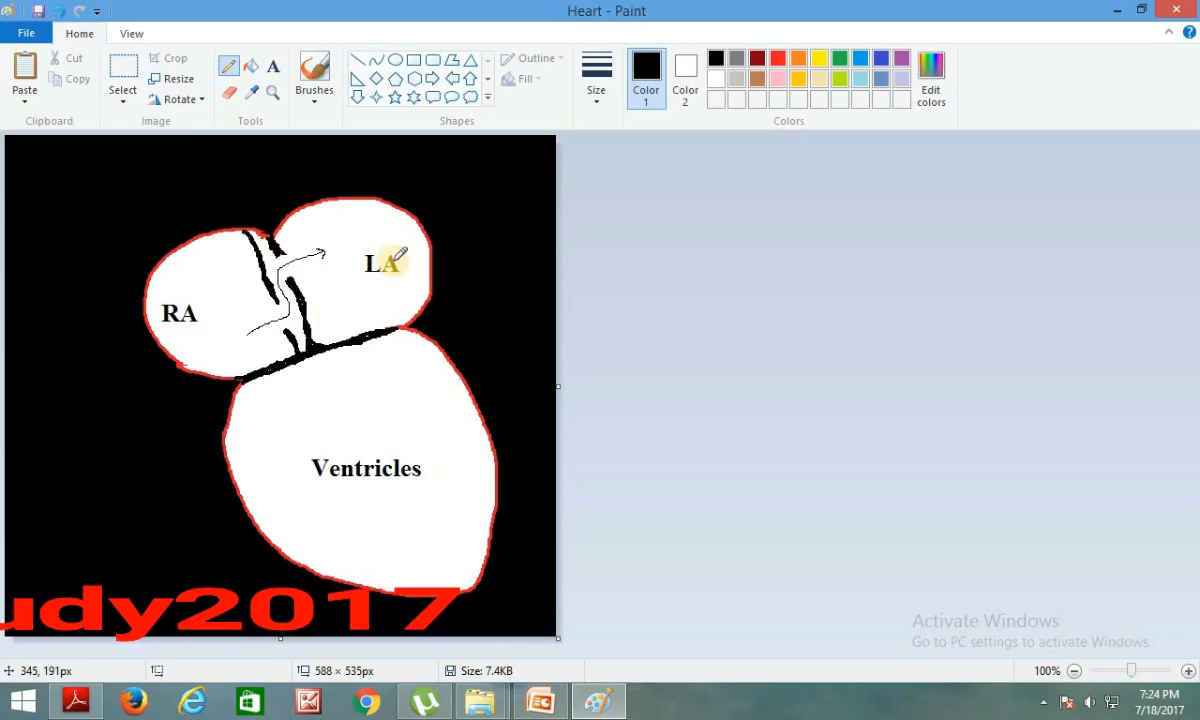 Heart - Paint
File Home View
Paste
Cut
Copy
Clipboard
Select
Crop
Resize
Rotate
Image
A
Tools
Brushes
Outline
Fill
Shapes
Size
Color 1
Color 2
Edit colors
Colors
LA
RA
Ventricles
udy2017
Activate Windows
Go to PC settings to activate Windows.
345, 191px
588 × 535px
Size: 7.4KB
100%
7:24 PM
7/18/2017